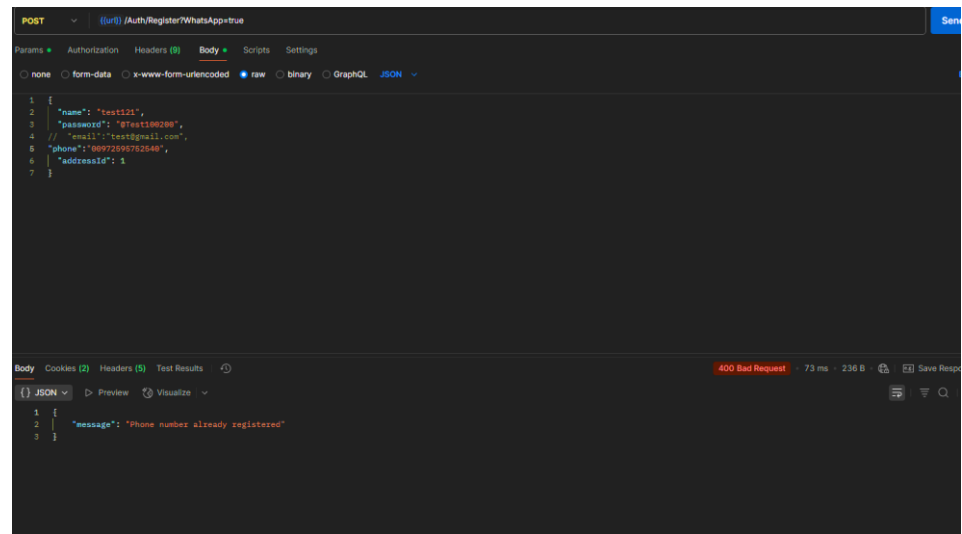 POST {{url}} /Auth/Register?WhatsApp=true Send
Params Authorization Headers (9) Body Scripts Settings
none form-data x-www-form-urlencoded raw binary GraphQL JSON
1 {
2 "name": "test121",
3 "password": "@Test100200",
4 // "email":"test@gmail.com",
5 "phone":"00972595752540",
6 "addressId": 1
7 }
Body Cookies (2) Headers (5) Test Results 400 Bad Request 73 ms 236 B Save Respo
{} JSON Preview Visualize
1 {
2 "message": "Phone number already registered"
3 }